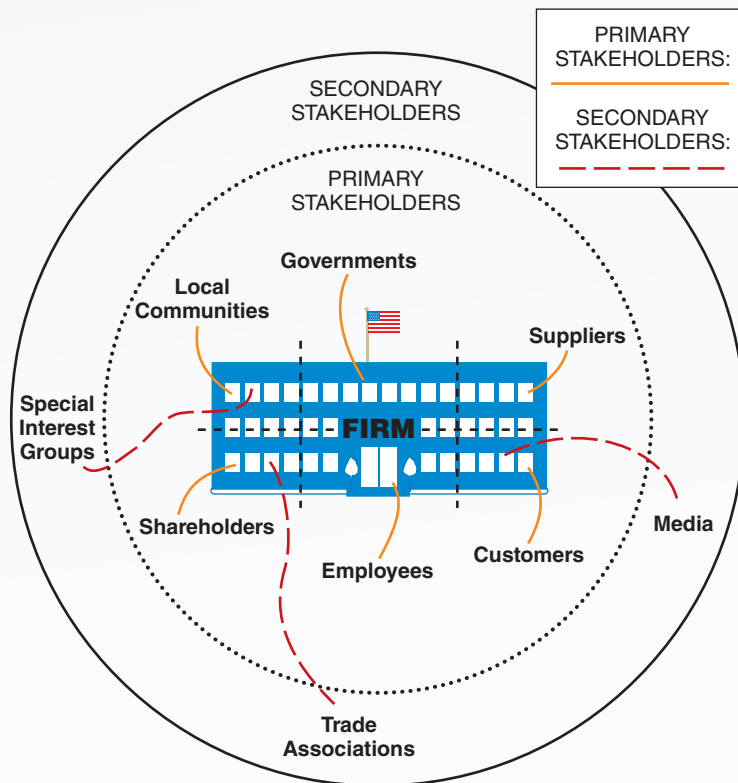 PRIMARY
STAKEHOLDERS:
SECONDARY
STAKEHOLDERS:
SECONDARY
STAKEHOLDERS
PRIMARY
STAKEHOLDERS
Governments
Local
Communities
Suppliers
Special
Interest
Groups
FIRM
Shareholders
Employees
Customers
Media
Trade
Associations